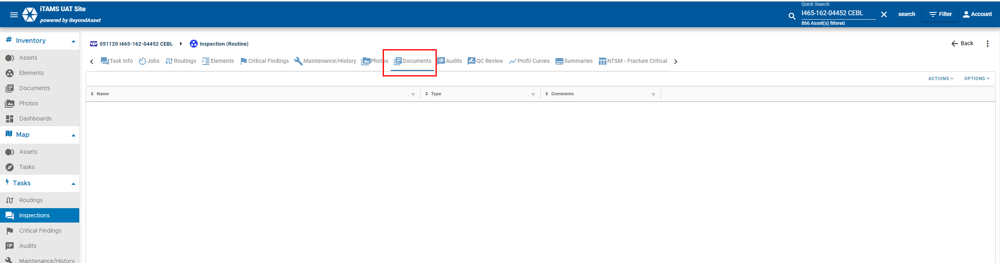 iTAMS UAT Site
powered by BeyondAsset
Quick Search
I465-162-04452 CEBL
866 Asset(s) filtered
search
Filter
Account
Inventory
Assets
Elements
Documents
Photos
Dashboards
Map
Assets
Tasks
Tasks
Routings
Inspections
Critical Findings
Audits
Maintenance/History
051120 I465-162-04452 CEBL
Inspection (Routine)
Back
Task Info
Jobs
Routings
Elements
Critical Findings
Maintenance/History
Photos
Documents
Audits
QC Review
Profil Curves
Summaries
NTSM - Fracture Critical
ACTIONS
OPTIONS
Name
Type
Comments